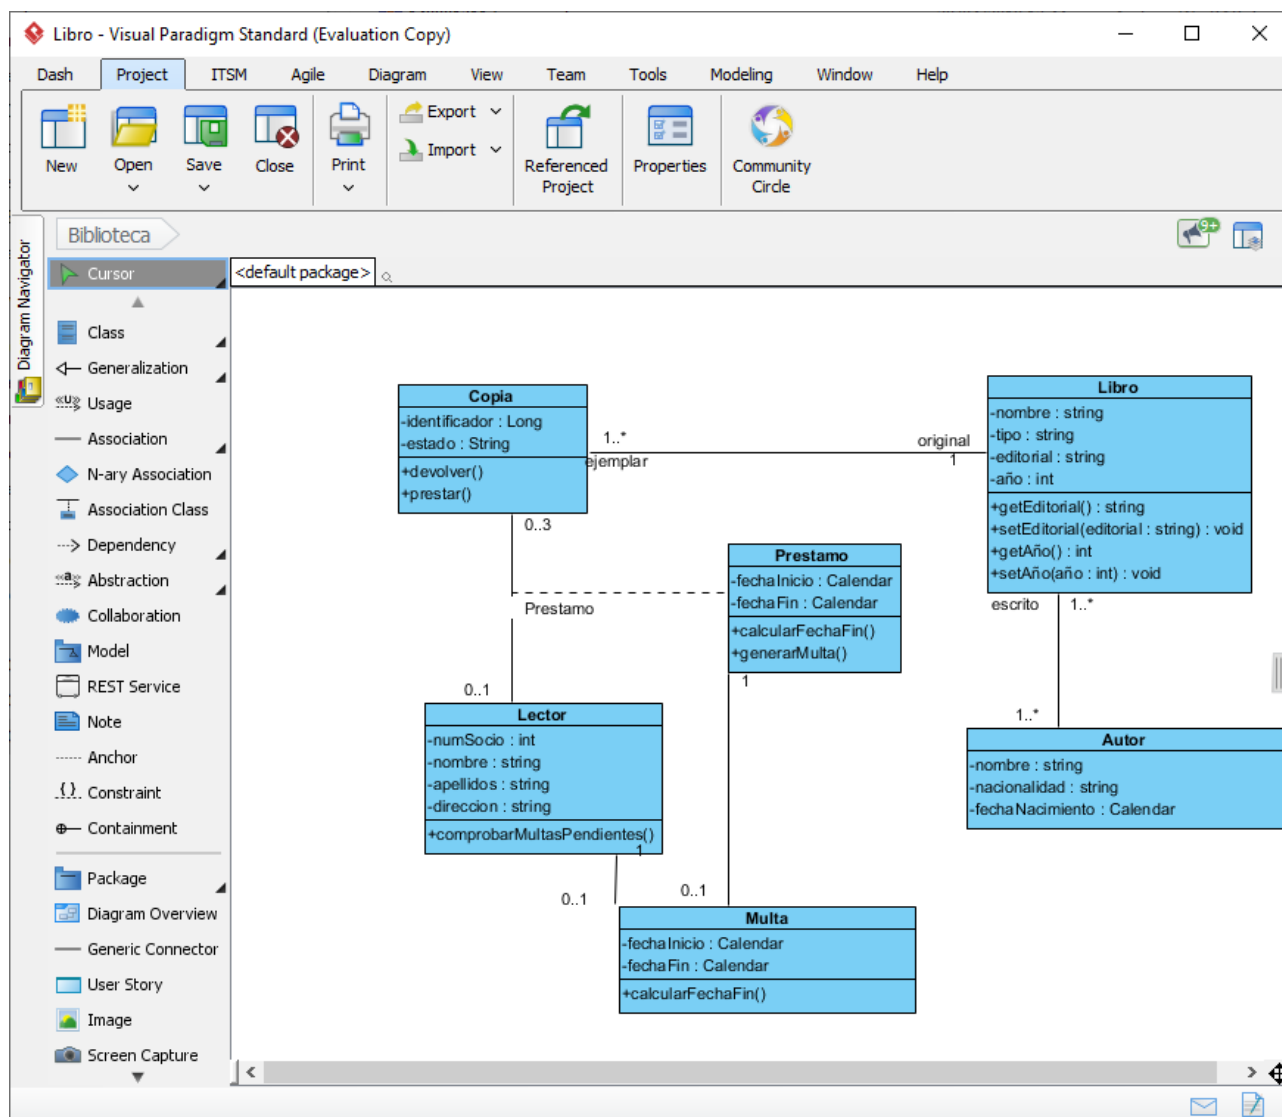 Libro - Visual Paradigm Standard (Evaluation Copy)
Dash Project ITSM Agile Diagram View Team Tools Modeling Window Help
New
Open
Save
Close
Print
Export
Import
Referenced
Project
Properties
Community
Circle
Diagram Navigator
Biblioteca
9+
Cursor
Class
Generalization
«U»
Usage
Association
N-ary Association
Association Class
Dependency
«a»
Abstraction
Collaboration
Model
REST Service
Note
Anchor
{}
Constraint
Containment
Package
Diagram Overview
Generic Connector
User Story
Image
Screen Capture
<default package>
Copia
-identificador : Long
-estado : String
+devolver()
+prestar()
1..*
ejemplar
original
1
Libro
-nombre : string
-tipo : string
-editorial : string
-año : int
+getEditorial() : string
+setEditorial(editorial : string) : void
+getAño() : int
+setAño(año : int) : void
0..3
Prestamo
Prestamo
-fechaInicio : Calendar
-fechaFin : Calendar
+calcularFechaFin()
+generarMulta()
1
escrito
1..*
1..*
Autor
-nombre : string
-nacionalidad : string
-fechaNacimiento : Calendar
0..1
Lector
-numSocio : int
-nombre : string
-apellidos : string
-direccion : string
+comprobarMultasPendientes()
1
0..1
0..1
Multa
-fechaInicio : Calendar
-fechaFin : Calendar
+calcularFechaFin()